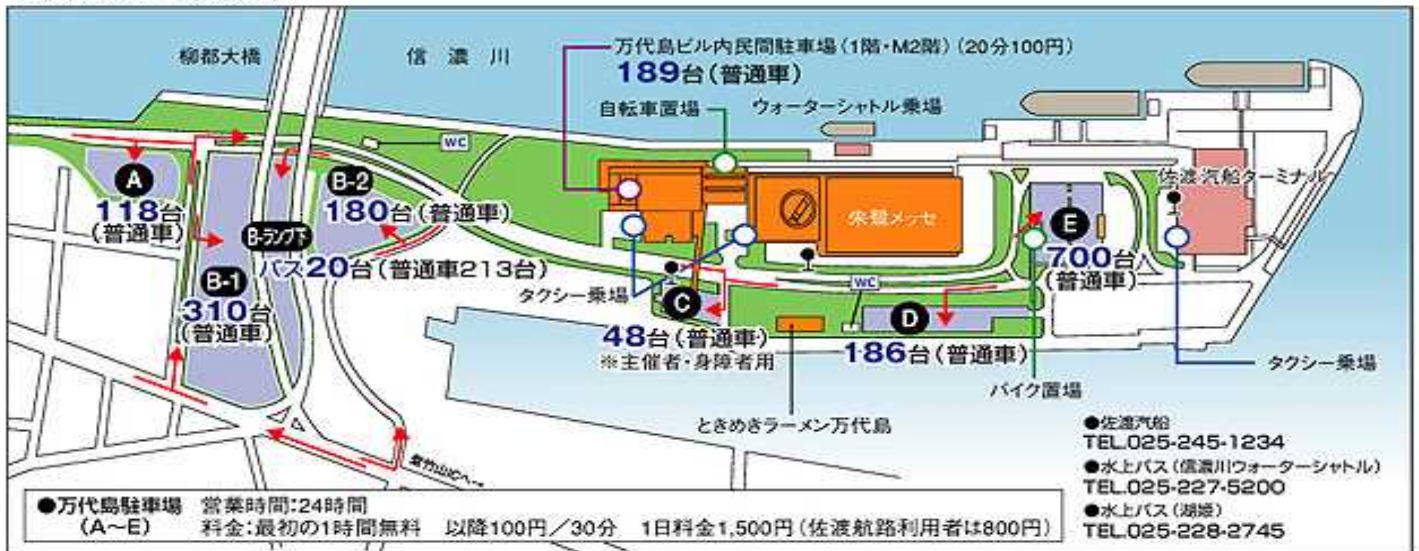 柳都大橋
信濃川
万代島ビル内民間駐車場(1階・M2階)(20分100円)
189台(普通車)
自転車置場
ウォーターシャトル乗場
WC
A
118台
(普通車)
B-2
180台(普通車)
B-ランプ下
バス20台(普通車213台)
B-1
310台
(普通車)
朱鷺メッセ
佐渡汽船ターミナル
E
700台
(普通車)
タクシー乗場
C
48台(普通車)
※主催者・身障者用
WC
D
186台(普通車)
バイク置場
タクシー乗場
ときめきラーメン万代島
紫竹山ICへ
●佐渡汽船
TEL.025-245-1234
●水上バス(信濃川ウォーターシャトル)
TEL.025-227-5200
●水上バス(湖姫)
TEL.025-228-2745
●万代島駐車場 営業時間:24時間
(A〜E) 料金:最初の1時間無料 以降100円/30分 1日料金1,500円(佐渡航路利用者は800円)